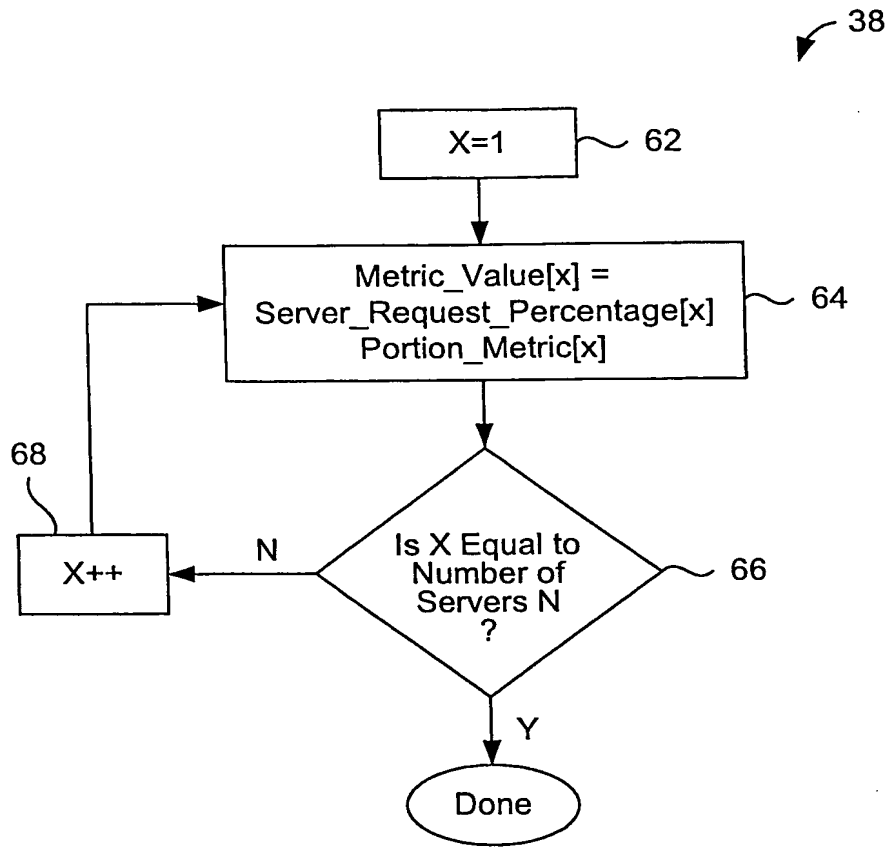 38
X=1
62
Metric_Value[x] =
Server_Request_Percentage[x]
Portion_Metric[x]
64
68
X++
N
Is X Equal to
Number of
Servers N
?
66
Y
Done